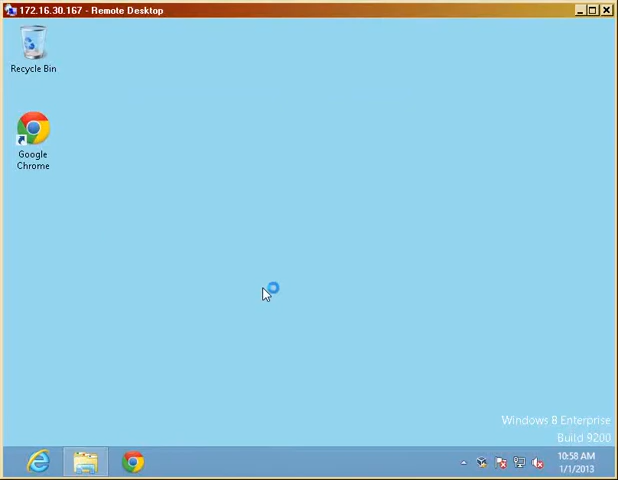 172.16.30.167 - Remote Desktop
Recycle Bin
Google
Chrome
Windows 8 Enterprise
Build 9200
10:58 AM
1/1/2013